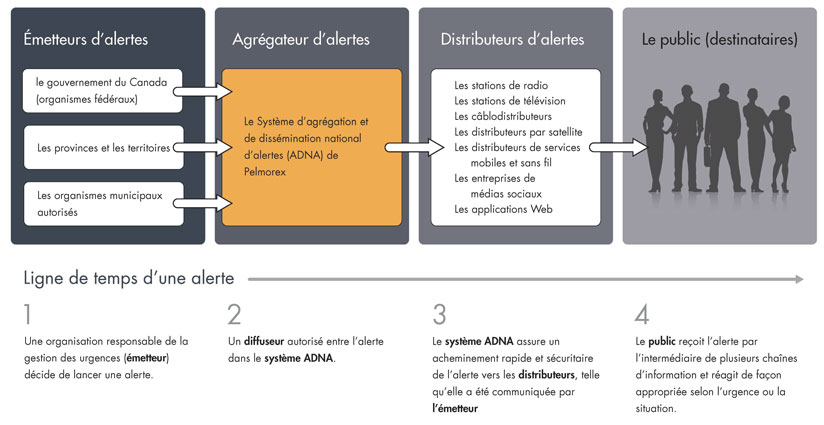 Émetteurs d'alertes
le gouvernement du Canada
(organismes fédéraux)
Les provinces et les territoires
Les organismes municipaux
autorisés
Agrégateur d'alertes
Le Système d'agrégation et
de dissémination national
d'alertes (ADNA) de
Pelmorex
Distributeurs d'alertes
Les stations de radio
Les stations de télévision
Les câblodistributeurs
Les distributeurs par satellite
Les distributeurs de services
mobiles et sans fil
Les entreprises de
médias sociaux
Les applications Web
Le public (destinataires)
Ligne de temps d'une alerte
1
Une organisation responsable de la
gestion des urgences (émetteur)
décide de lancer une alerte.
2
Un diffuseur autorisé entre l'alerte
dans le système ADNA.
3
Le système ADNA assure un
acheminement rapide et sécuritaire
de l'alerte vers les distributeurs, telle
qu'elle a été communiquée par
l'émetteur
4
Le public reçoit l'alerte par
l'intermédiaire de plusieurs chaînes
d'information et réagit de façon
appropriée selon l'urgence ou la
situation.